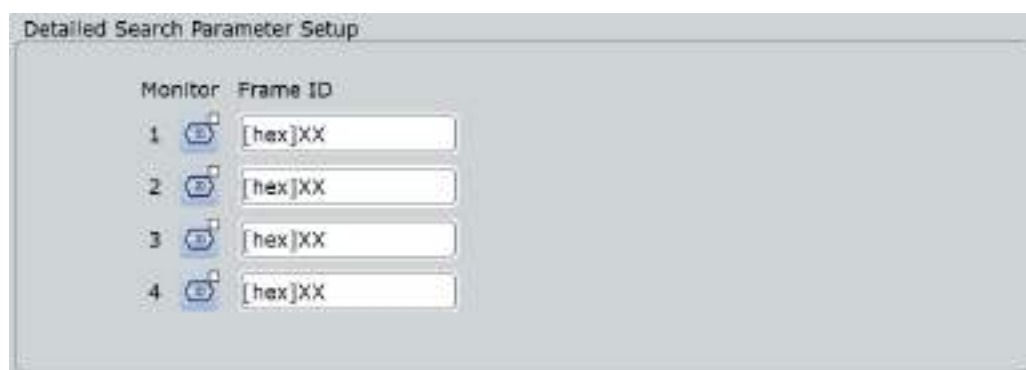 Detailed Search Parameter Setup
Monitor Frame ID
1 [hex]XX
2 [hex]XX
3 [hex]XX
4 [hex]XX